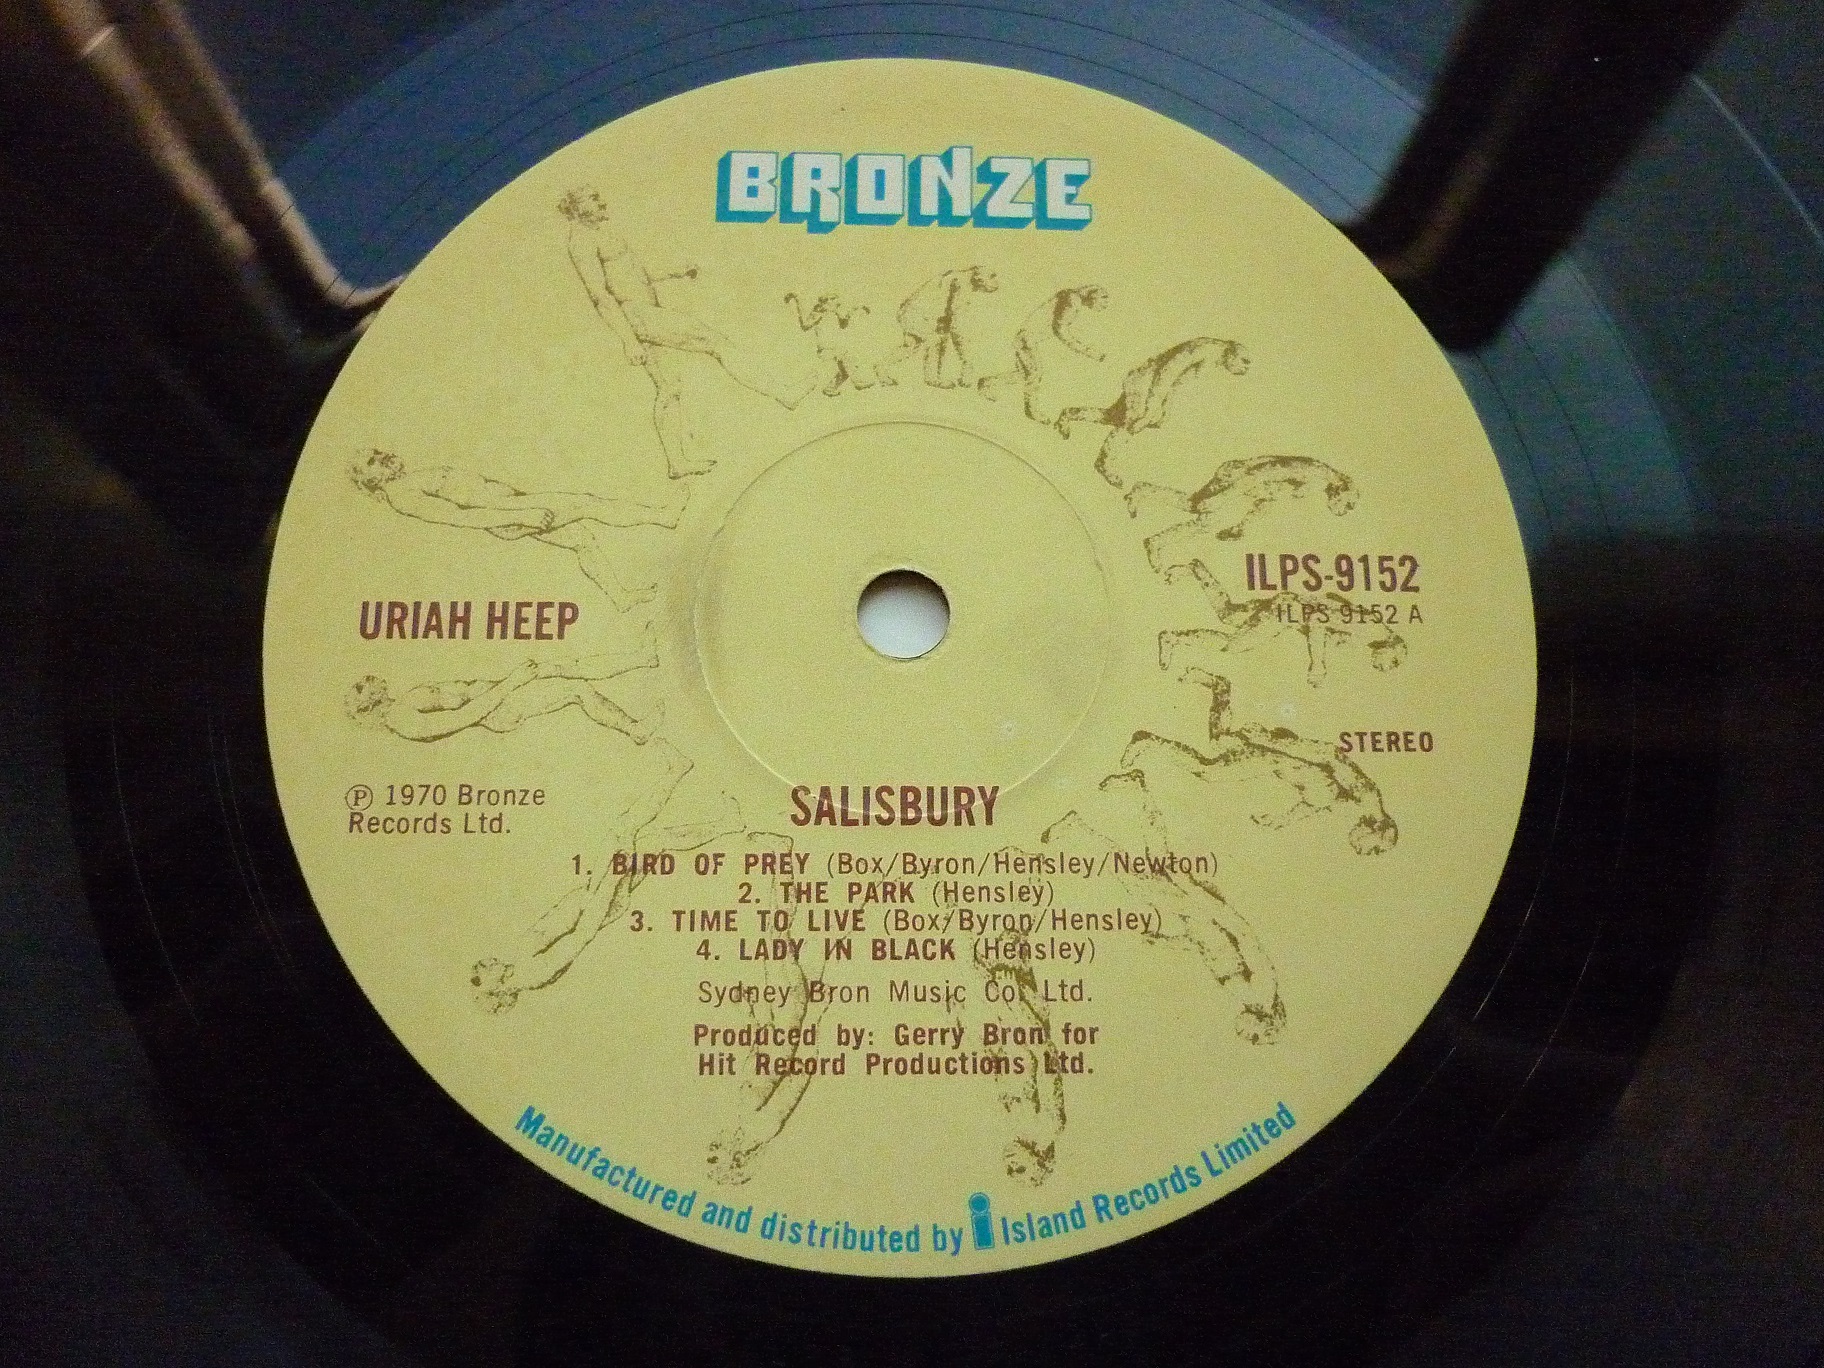 BRONZE
ILPS-9152
ILPS 9152 A
URIAH HEEP
STEREO
℗ 1970 Bronze
Records Ltd.
SALISBURY
1. BIRD OF PREY (Box/Byron/Hensley/Newton)
2. THE PARK (Hensley)
3. TIME TO LIVE (Box/Byron/Hensley)
4. LADY IN BLACK (Hensley)
Sydney Bron Music Co. Ltd.
Produced by: Gerry Bron for
Hit Record Productions Ltd.
Manufactured and distributed by i Island Records Limited